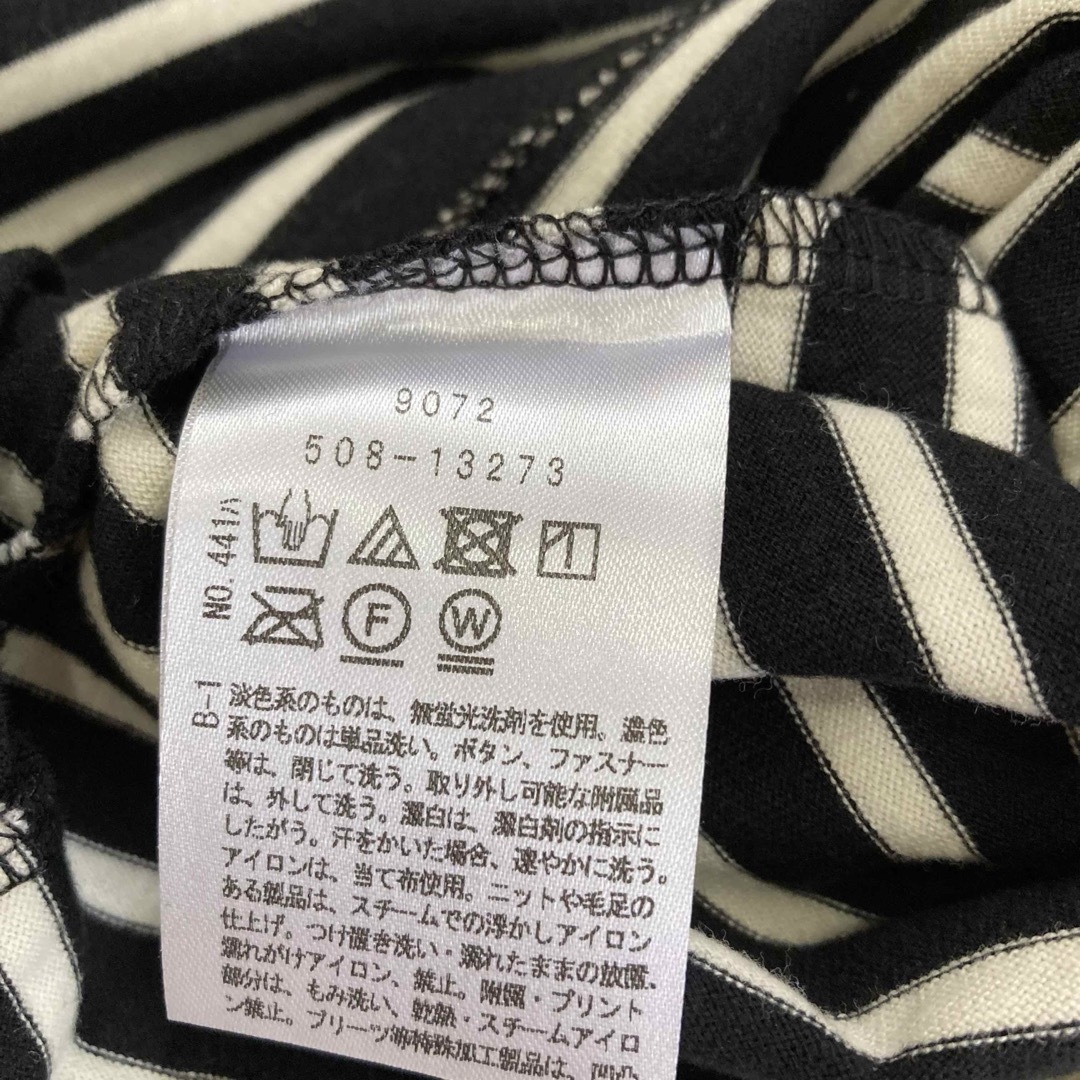 9072
508-13273
NO. 441A
F
W
B-1
淡色系のものは、無蛍光洗剤を使用。濃色
系のものは単品洗い。ボタン、ファスナー
等は、閉じて洗う。取り外し可能な附属品
は、外して洗う。漂白は、漂白剤の指示に
したがう。汗をかいた場合、速やかに洗う。
アイロンは、当て布使用。ニットや毛足の
ある製品は、スチームでの浮かしアイロン
仕上げ。つけ置き洗い・濡れたままの放置、
濡れがけアイロン、禁止。附属・プリント
部分は、もみ洗い、乾燥・スチームアイロ
ン禁止。プリーツ等特殊加工製品は、